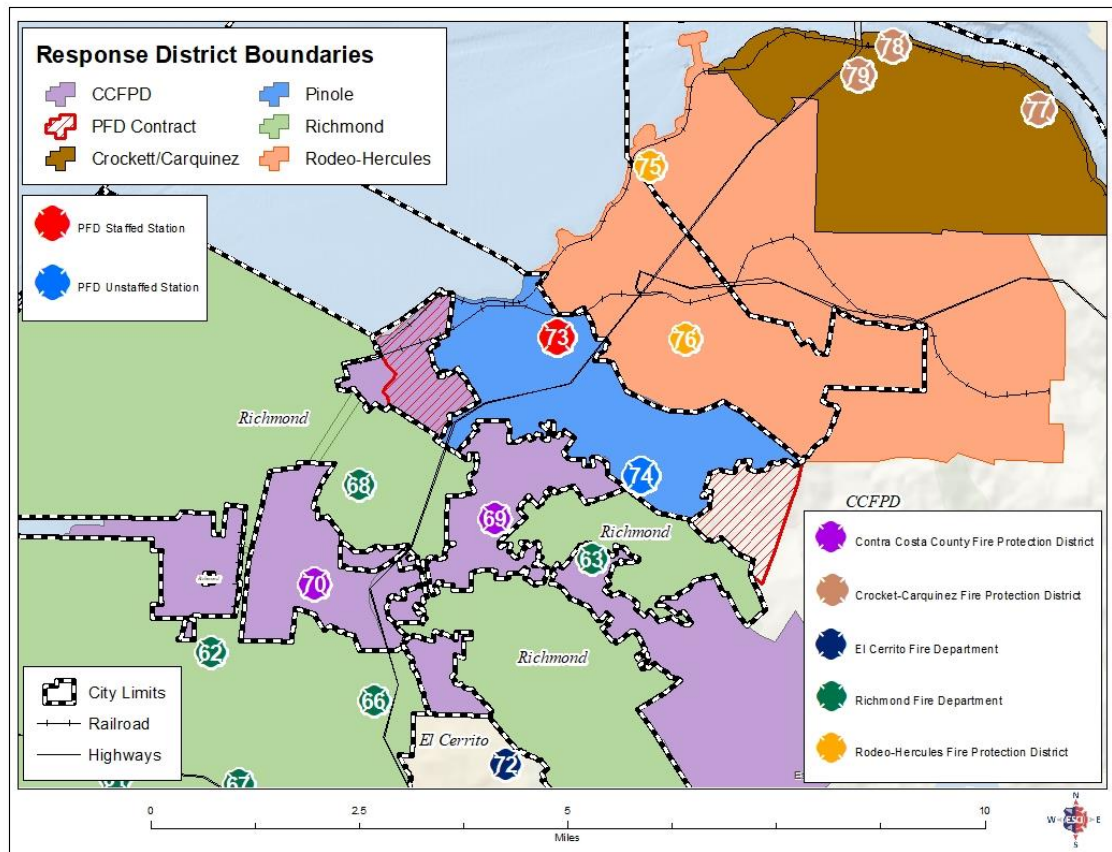 Response District Boundaries
CCFPD
Pinole
PFD Contract
Richmond
Crockett/Carquinez
Rodeo-Hercules
PFD Staffed Station
PFD Unstaffed Station
78
79
77
75
73
76
Richmond
68
74
69
CCFPD
Richmond
63
70
62
Richmond
66
El Cerrito
72
67
Contra Costa County Fire Protection District
Crocket-Carquinez Fire Protection District
El Cerrito Fire Department
Richmond Fire Department
Rodeo-Hercules Fire Protection District
City Limits
Railroad
Highways
0
2.5
5
10
Miles
N
W
ESCI
E
S